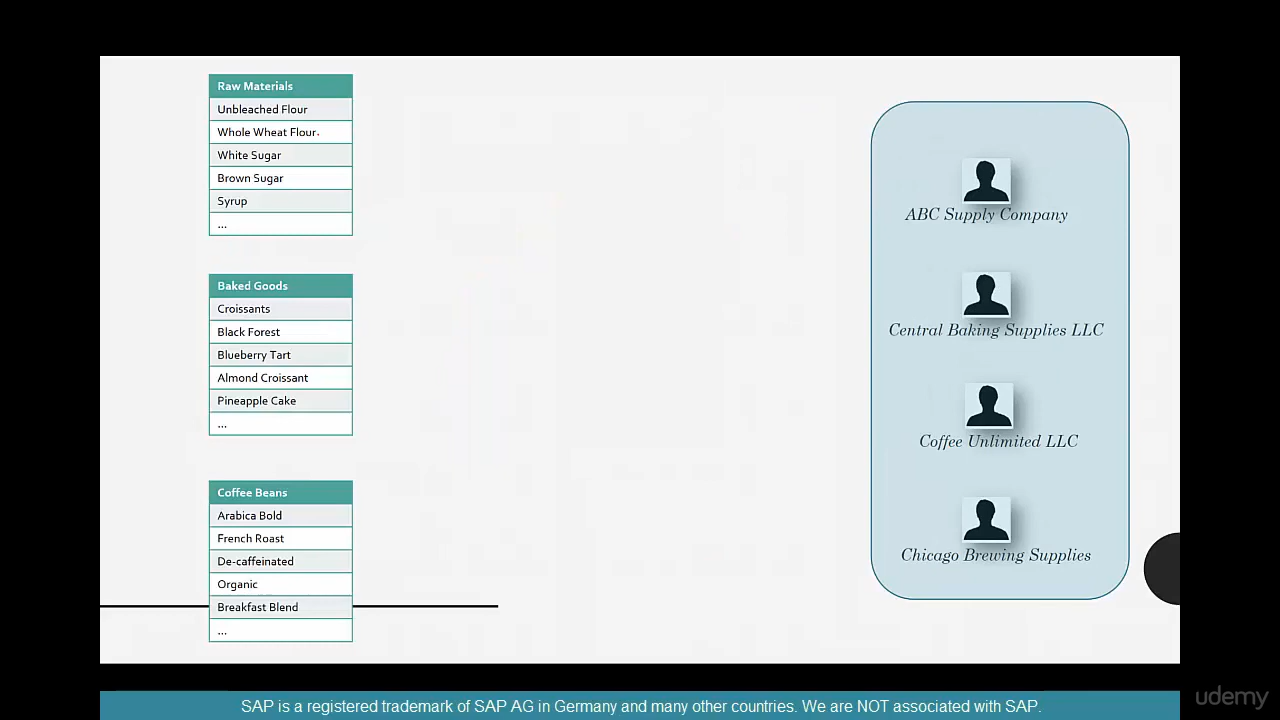 Raw Materials
Unbleached Flour
Whole Wheat Flour.
White Sugar
Brown Sugar
Syrup
...
Baked Goods
Croissants
Black Forest
Blueberry Tart
Almond Croissant
Pineapple Cake
...
Coffee Beans
Arabica Bold
French Roast
De-caffeinated
Organic
Breakfast Blend
...
ABC Supply Company
Central Baking Supplies LLC
Coffee Unlimited LLC
Chicago Brewing Supplies
SAP is a registered trademark of SAP AG in Germany and many other countries. We are NOT associated with SAP.
udemy